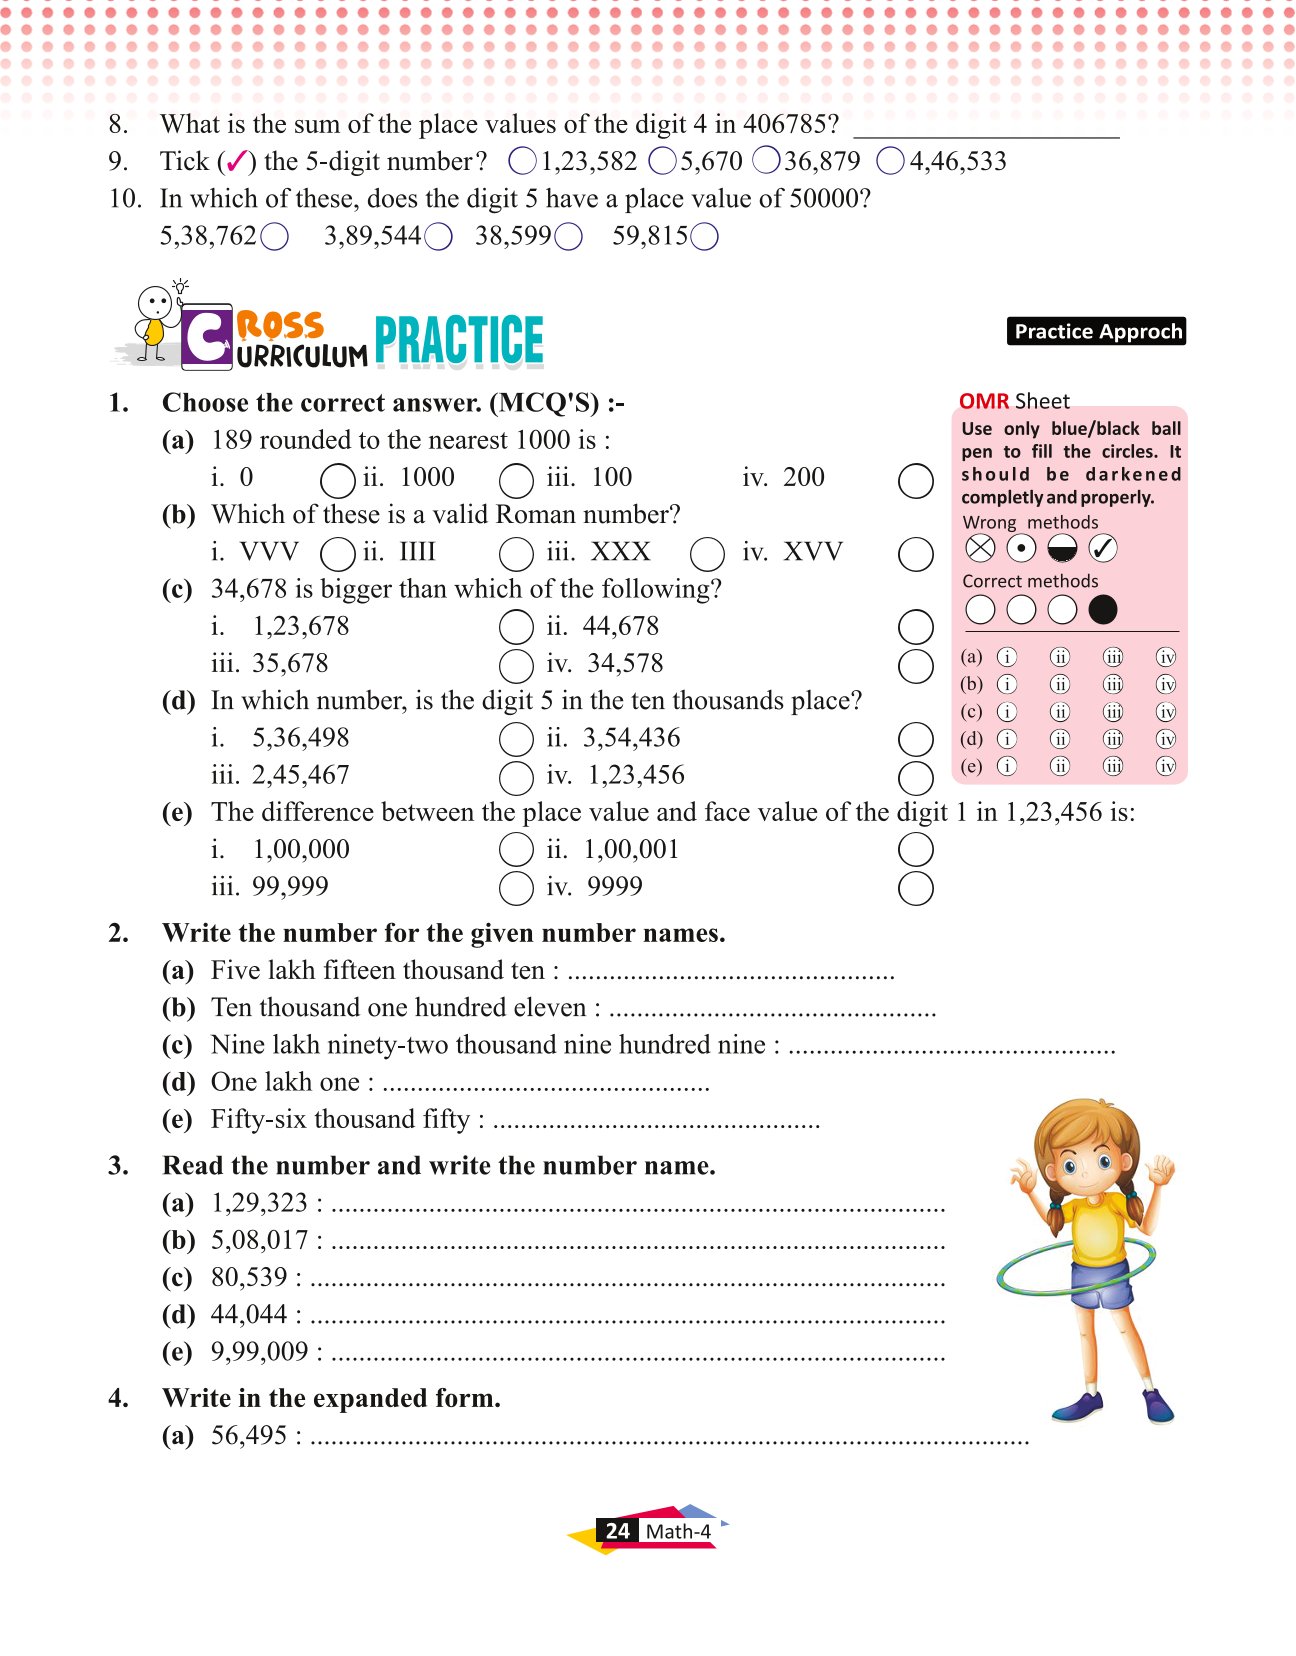 8. What is the sum of the place values of the digit 4 in 406785? ____________________
9. Tick (✓) the 5-digit number? ◯ 1,23,582 ◯ 5,670 ◯ 36,879 ◯ 4,46,533
10. In which of these, does the digit 5 have a place value of 50000?
5,38,762 ◯ 3,89,544 ◯ 38,599 ◯ 59,815 ◯
CROSS CURRICULUM PRACTICE
Practice Approch
1. Choose the correct answer. (MCQ'S) :-
(a) 189 rounded to the nearest 1000 is :
i. 0 ◯ ii. 1000 ◯ iii. 100 iv. 200 ◯
(b) Which of these is a valid Roman number?
i. VVV ◯ ii. IIII ◯ iii. XXX ◯ iv. XVV ◯
(c) 34,678 is bigger than which of the following?
i. 1,23,678 ◯ ii. 44,678 ◯
iii. 35,678 ◯ iv. 34,578 ◯
(d) In which number, is the digit 5 in the ten thousands place?
i. 5,36,498 ◯ ii. 3,54,436 ◯
iii. 2,45,467 ◯ iv. 1,23,456 ◯
(e) The difference between the place value and face value of the digit 1 in 1,23,456 is:
i. 1,00,000 ◯ ii. 1,00,001 ◯
iii. 99,999 ◯ iv. 9999 ◯
OMR Sheet
Use only blue/black ball
pen to fill the circles. It
should be darkened
completly and properly.
Wrong methods
Correct methods
(a) i ii iii iv
(b) i ii iii iv
(c) i ii iii iv
(d) i ii iii iv
(e) i ii iii iv
2. Write the number for the given number names.
(a) Five lakh fifteen thousand ten : ...............................................
(b) Ten thousand one hundred eleven : ...............................................
(c) Nine lakh ninety-two thousand nine hundred nine : ...............................................
(d) One lakh one : ...............................................
(e) Fifty-six thousand fifty : ...............................................
3. Read the number and write the number name.
(a) 1,29,323 : ........................................................................................
(b) 5,08,017 : ........................................................................................
(c) 80,539 : ...........................................................................................
(d) 44,044 : ...........................................................................................
(e) 9,99,009 : ........................................................................................
4. Write in the expanded form.
(a) 56,495 : .......................................................................................................
24 Math-4